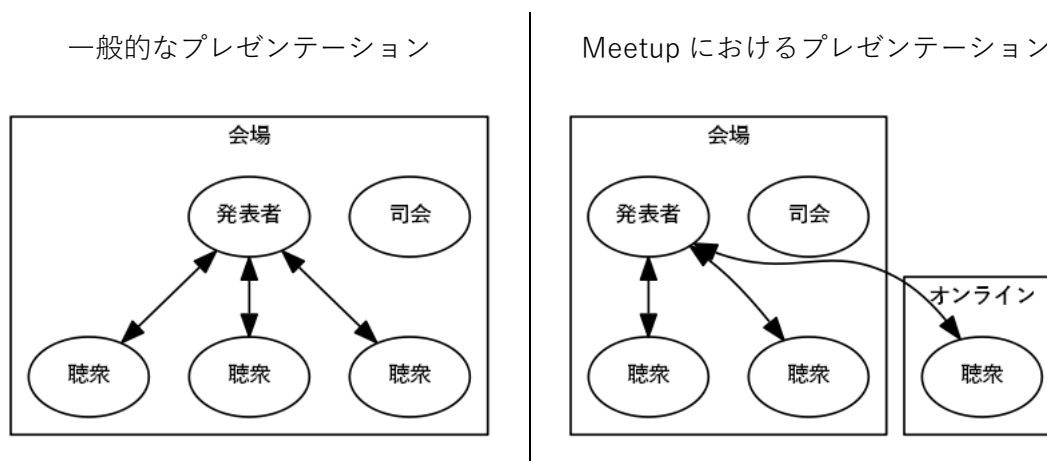 一般的なプレゼンテーション
会場
発表者
司会
聴衆
聴衆
聴衆
Meetup におけるプレゼンテーション
会場
発表者
司会
聴衆
聴衆
オンライン
聴衆